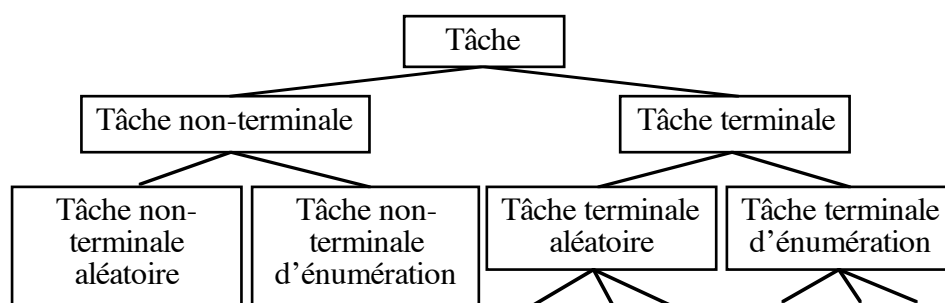 Tâche
Tâche non-terminale
Tâche terminale
Tâche non-
terminale
aléatoire
Tâche non-
terminale
d’énumération
Tâche terminale
aléatoire
Tâche terminale
d’énumération